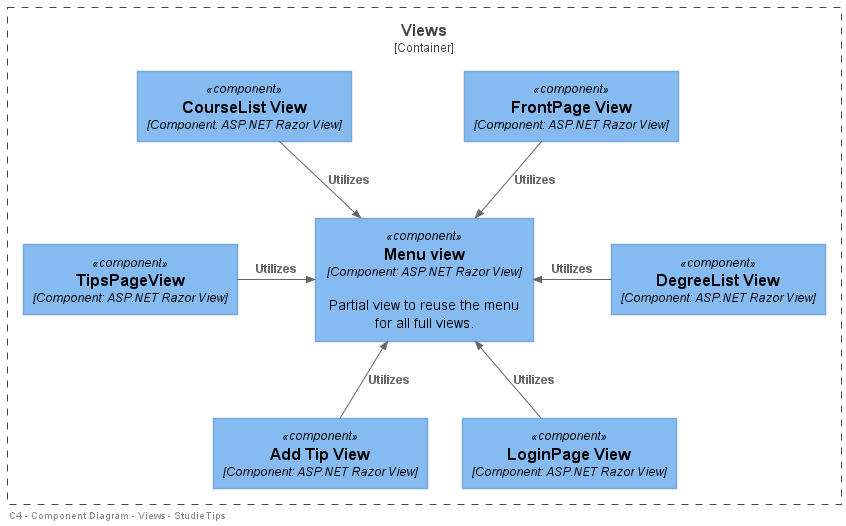 Views
[Container]
«component»
CourseList View
[Component: ASP.NET Razor View]
«component»
FrontPage View
[Component: ASP.NET Razor View]
Utilizes
Utilizes
«component»
TipsPageView
[Component: ASP.NET Razor View]
Utilizes
«component»
Menu view
[Component: ASP.NET Razor View]
Partial view to reuse the menu
for all full views.
Utilizes
«component»
DegreeList View
[Component: ASP.NET Razor View]
Utilizes
Utilizes
«component»
Add Tip View
[Component: ASP.NET Razor View]
«component»
LoginPage View
[Component: ASP.NET Razor View]
C4 - Component Diagram - Views - StudieTips